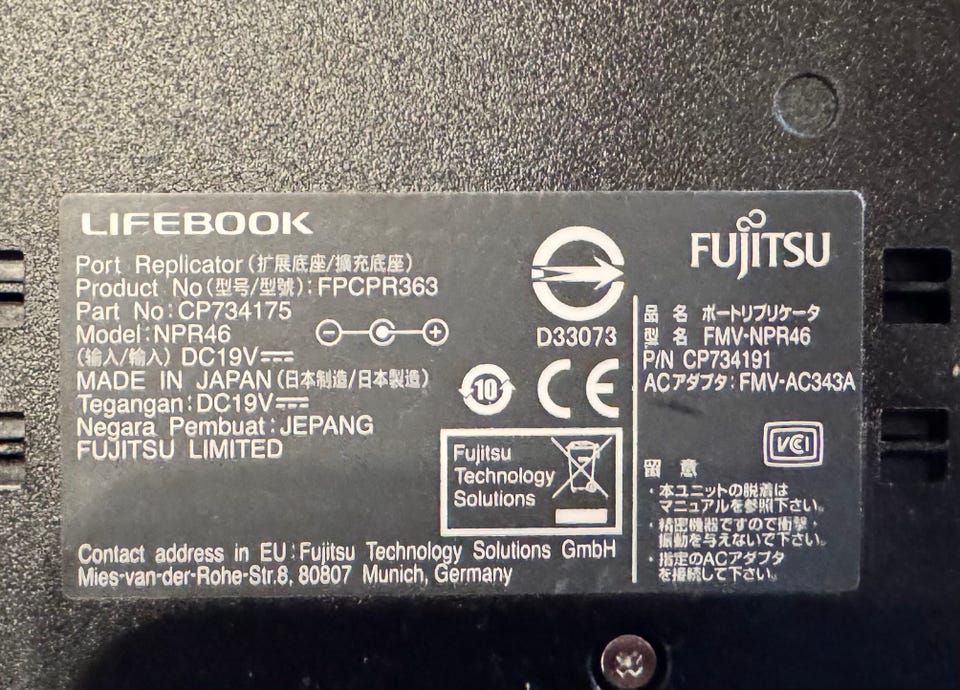 LIFEBOOK
Port Replicator (扩展底座/擴充底座)
Product No (型号/型號) : FPCPR363
Part No : CP734175
Model : NPR46
(输入/输入) DC19V
MADE IN JAPAN (日本制造/日本製造)
Tegangan : DC19V
Negara Pembuat : JEPANG
FUJITSU LIMITED
D33073
10
CE
Fujitsu
Technology
Solutions
Contact address in EU : Fujitsu Technology Solutions GmbH
Mies-van-der-Rohe-Str.8, 80807 Munich, Germany
FUJITSU
品 名 ポートリプリケータ
型 名 FMV-NPR46
P/N CP734191
ACアダプタ : FMV-AC343A
VCI
留 意
・本ユニットの脱着は
マニュアルを参照下さい。
・精密機器ですので衝撃・
振動を与えないで下さい。
・指定のACアダプタ
を接続して下さい。